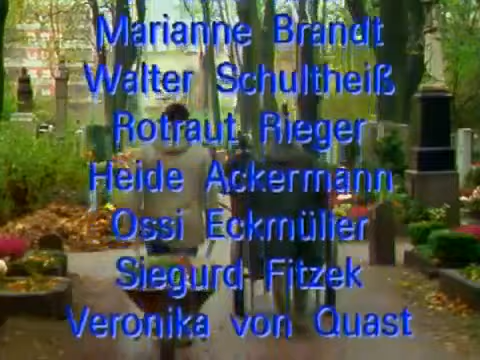 Marianne Brandt
Walter Schultheiß
Rotraut Rieger
Heide Ackermann
Ossi Eckmüller
Siegurd Fitzek
Veronika von Quast